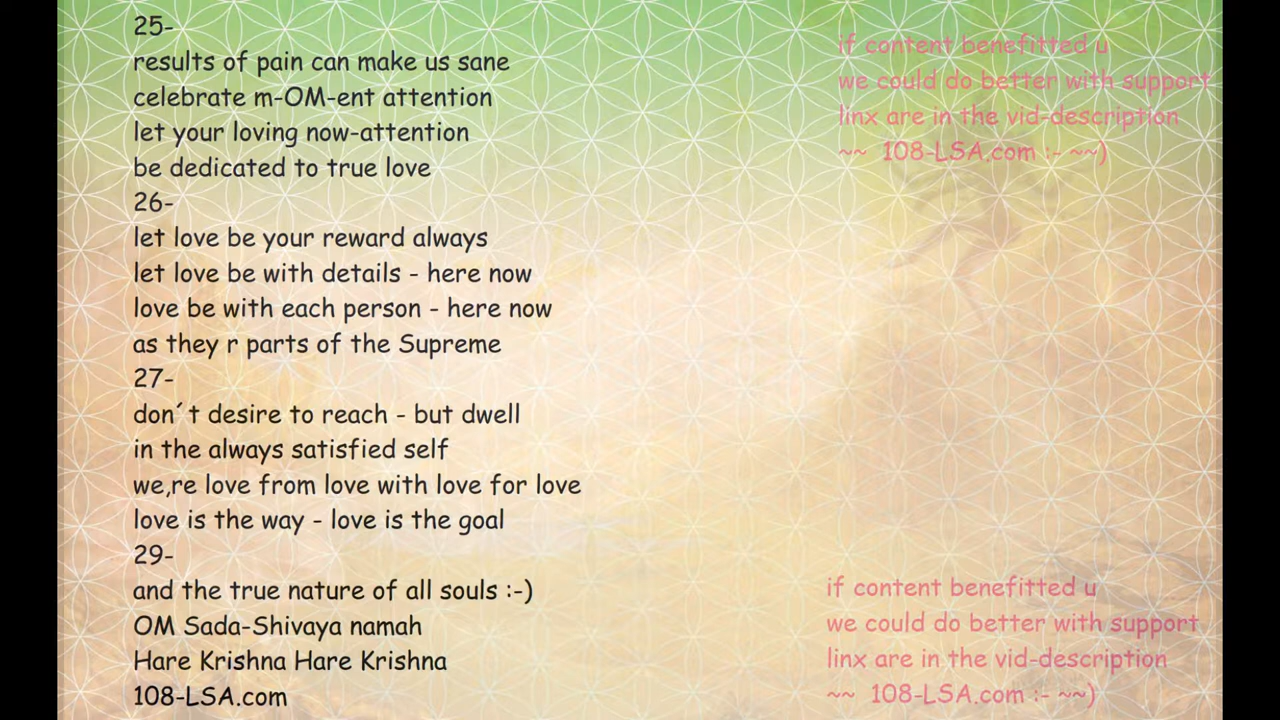 25-
results of pain can make us sane
celebrate m-OM-ent attention
let your loving now-attention
be dedicated to true love
26-
let love be your reward always
let love be with details - here now
love be with each person - here now
as they r parts of the Supreme
27-
don´t desire to reach - but dwell
in the always satisfied self
we,re love from love with love for love
love is the way - love is the goal
29-
and the true nature of all souls :-)
OM Sada-Shivaya namah
Hare Krishna Hare Krishna
108-LSA.com
if content benefitted u
we could do better with support
linx are in the vid-description
~~ 108-LSA.com :- ~~)
if content benefitted u
we could do better with support
linx are in the vid-description
~~ 108-LSA.com :- ~~)